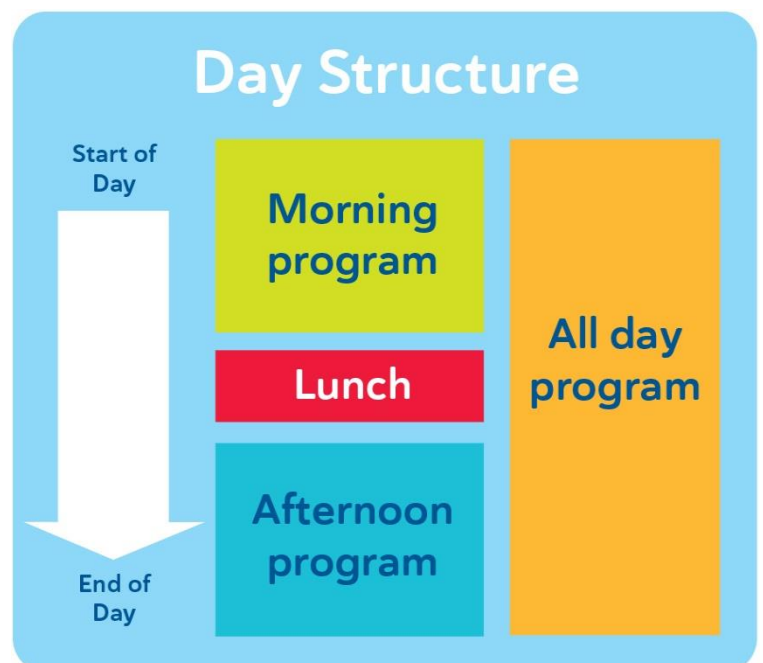 Day Structure
Start of
Day
Morning
program
Lunch
Afternoon
program
All day
program
End of
Day